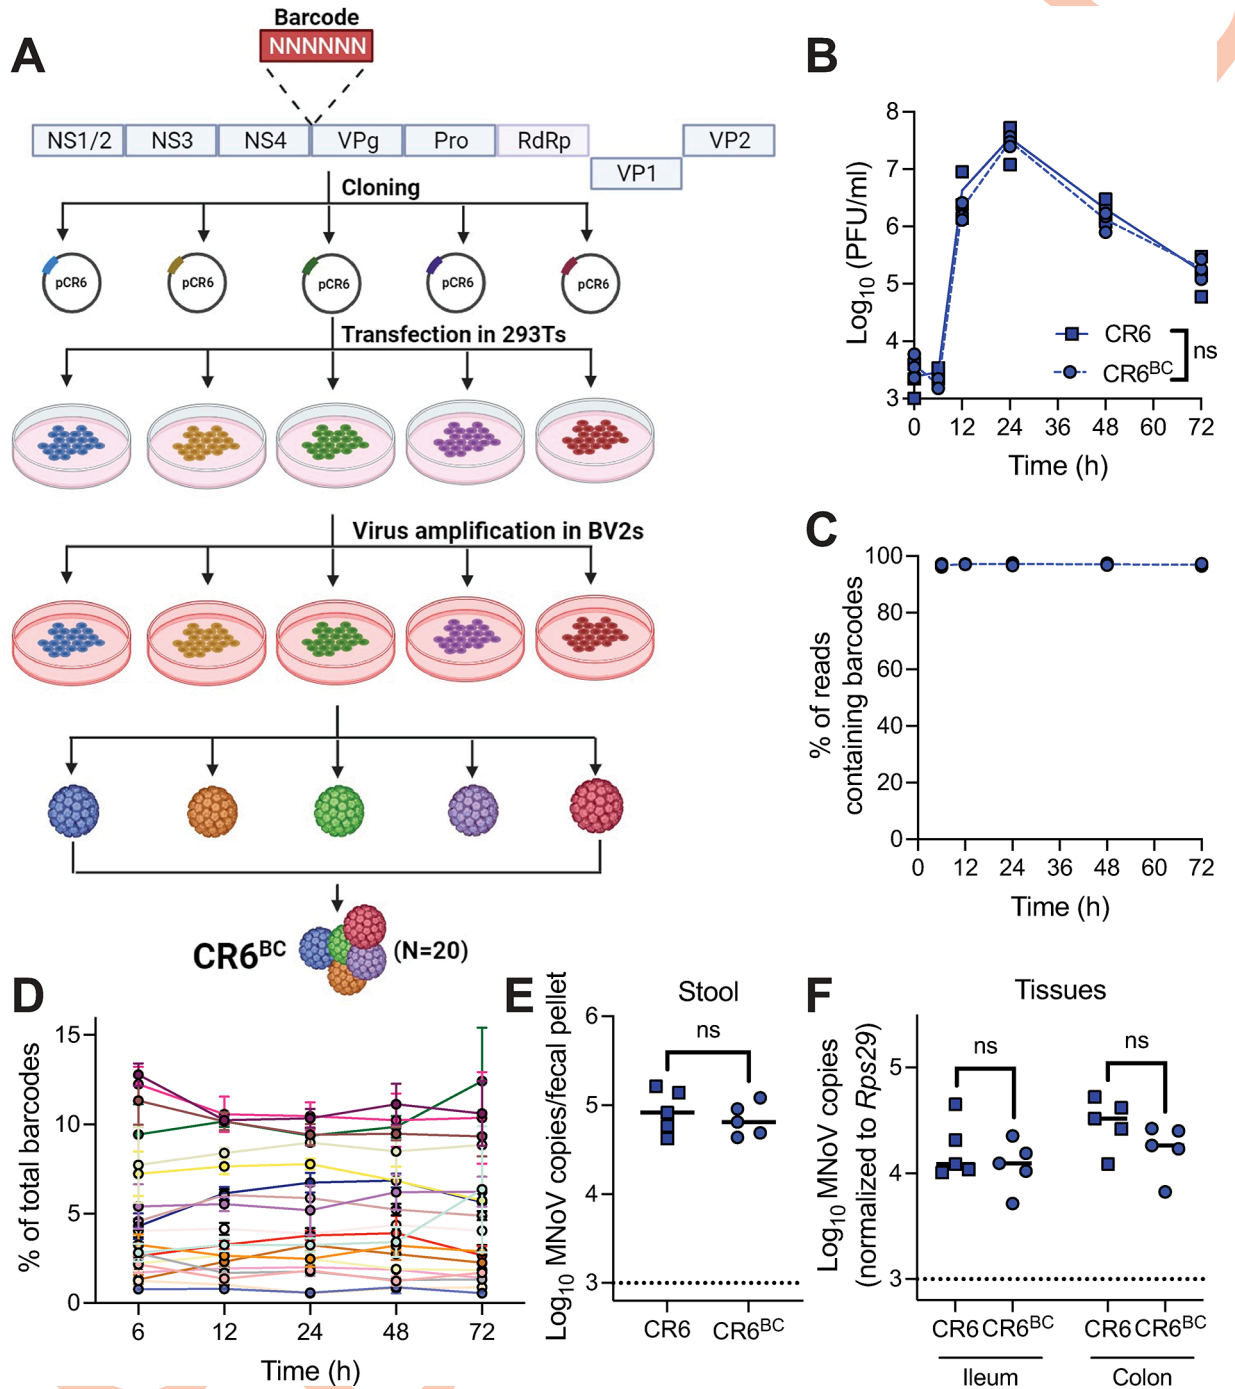 A
Barcode
NNNNNN
NS1/2 NS3 NS4 VPg Pro RdRp VP2
VP1
Cloning
pCR6 pCR6 pCR6 pCR6 pCR6
Transfection in 293Ts
Virus amplification in BV2s
CR6BC (N=20)
B
Log10 (PFU/ml)
8
7
6
5
4
3
CR6
CR6BC
ns
0 12 24 36 48 60 72
Time (h)
C
% of reads
containing barcodes
100
80
60
40
20
0
0 12 24 36 48 60 72
Time (h)
D
% of total barcodes
15
10
5
0
6 12 24 48 72
Time (h)
E
Stool
Log10 MNoV copies/fecal pellet
6
5
4
3
ns
CR6 CR6BC
F
Tissues
Log10 MNoV copies
(normalized to Rps29)
5
4
3
ns ns
CR6 CR6BC CR6 CR6BC
Ileum Colon